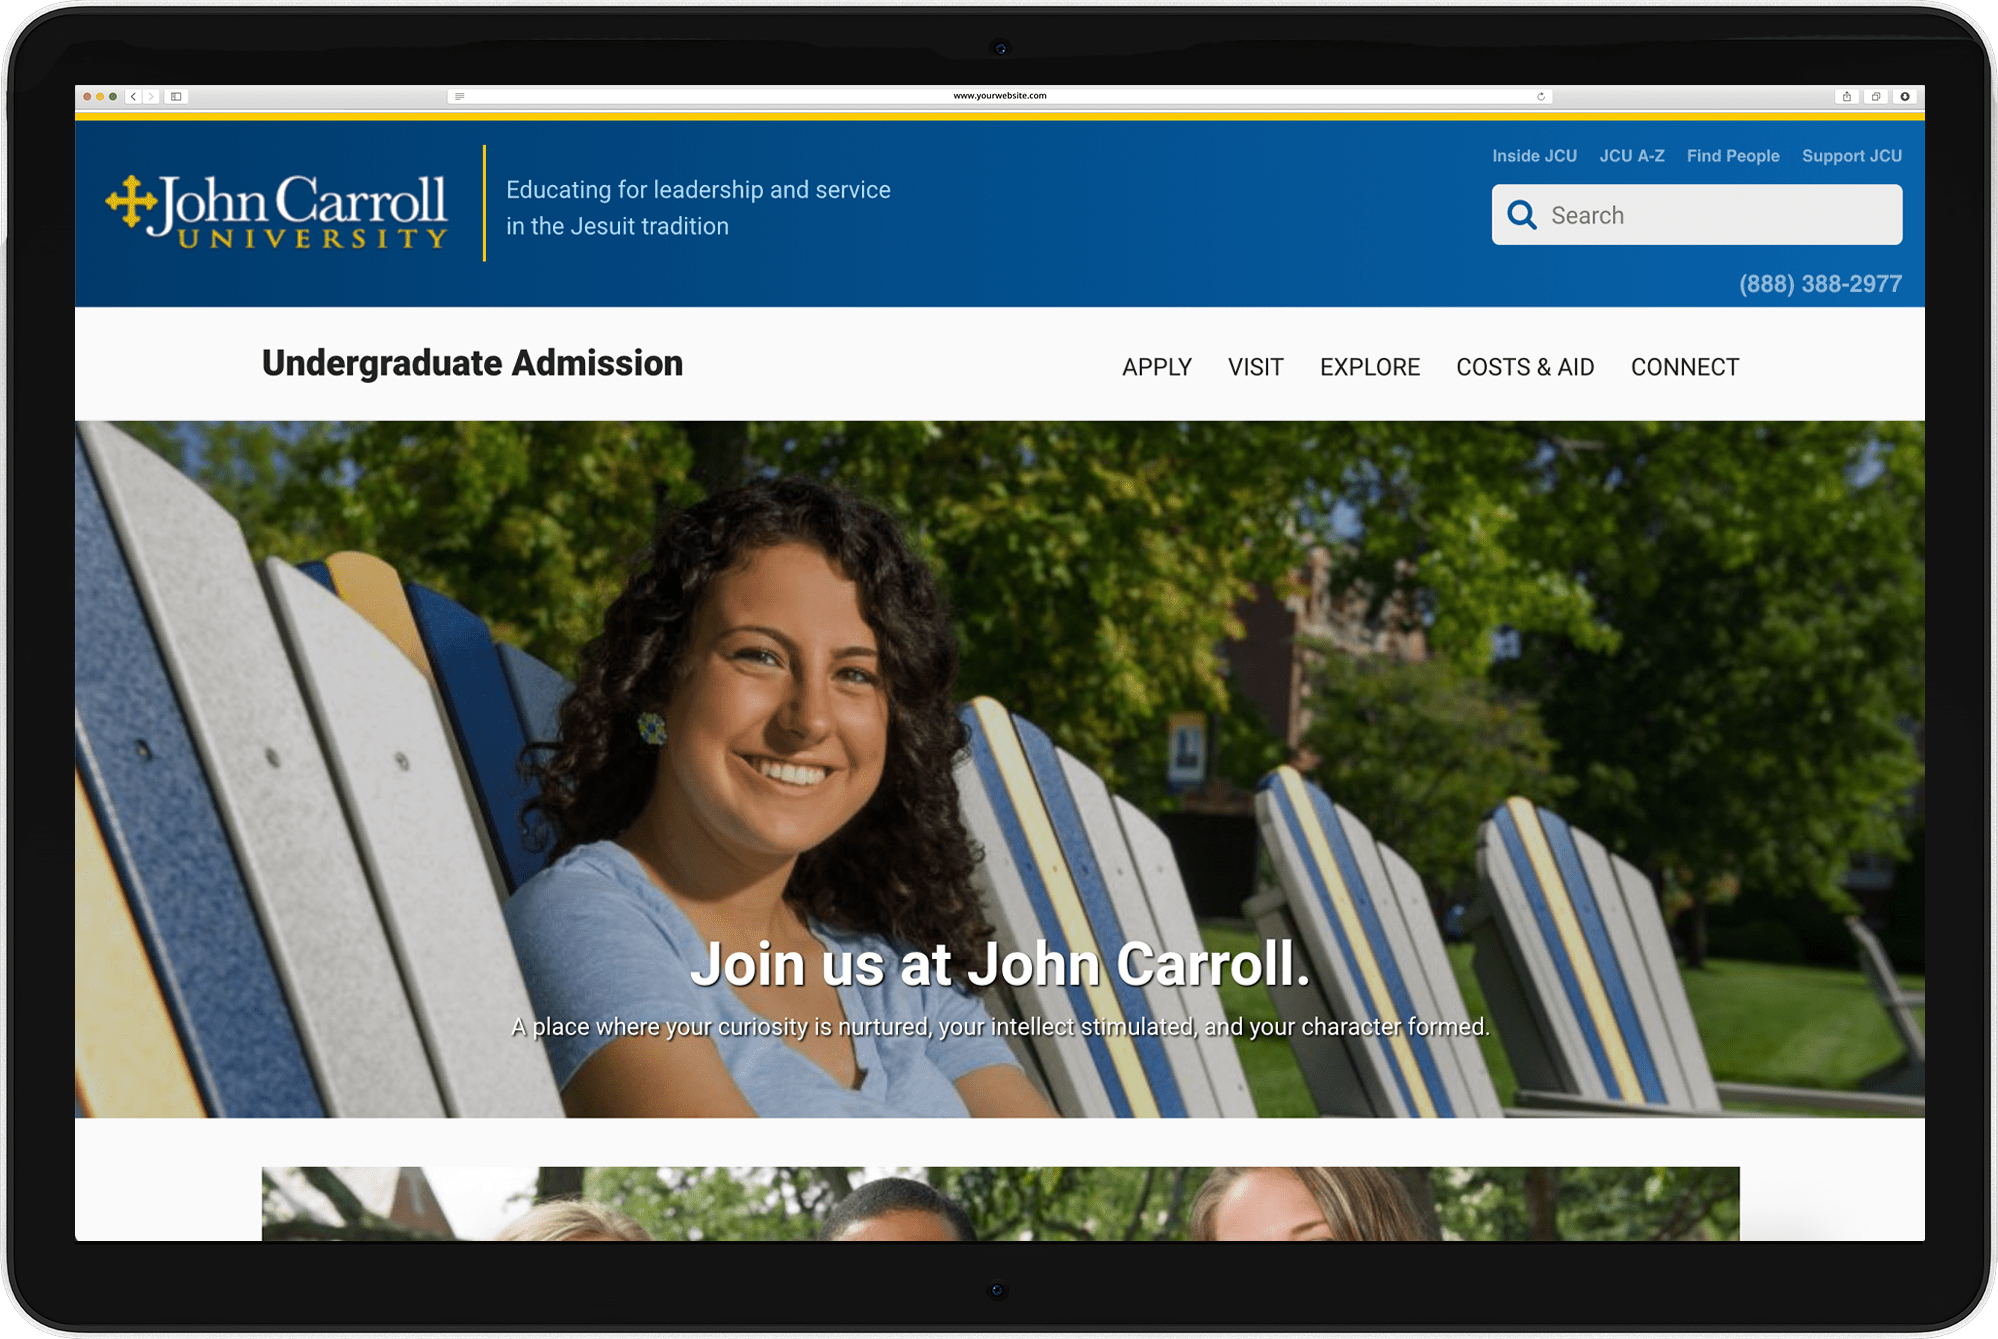 www.yourwebsite.com
Inside JCU JCU A-Z Find People Support JCU
John Carroll
UNIVERSITY
Educating for leadership and service
in the Jesuit tradition
Search
(888) 388-2977
Undergraduate Admission
APPLY VISIT EXPLORE COSTS & AID CONNECT
Join us at John Carroll.
A place where your curiosity is nurtured, your intellect stimulated, and your character formed.